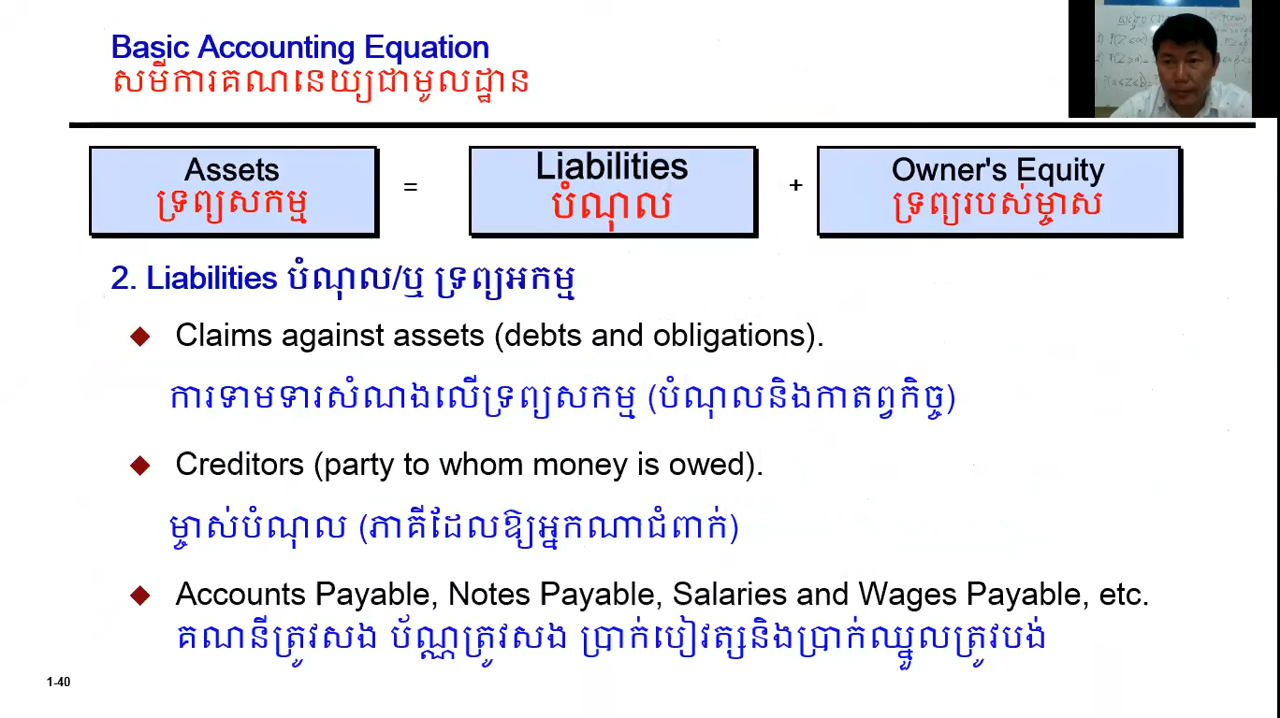 Basic Accounting Equation
សមីការគណនេយ្យជាមូលដ្ឋាន
Assets
ទ្រព្យសកម្ម
=
Liabilities
បំណុល
+
Owner's Equity
ទ្រព្យរបស់ម្ចាស
2. Liabilities បំណុល/ឬ ទ្រព្យអកម្ម
Claims against assets (debts and obligations).
ការទាមទារសំណងលើទ្រព្យសកម្ម (បំណុលនិងកាតព្វកិច្ច)
Creditors (party to whom money is owed).
ម្ចាស់បំណុល (ភាគីដែលឱ្យអ្នកណាជំពាក់)
Accounts Payable, Notes Payable, Salaries and Wages Payable, etc.
គណនីត្រូវសង ប័ណ្ណត្រូវសង ប្រាក់បៀវត្សនិងប្រាក់ឈ្នួលត្រូវបង់
1-40